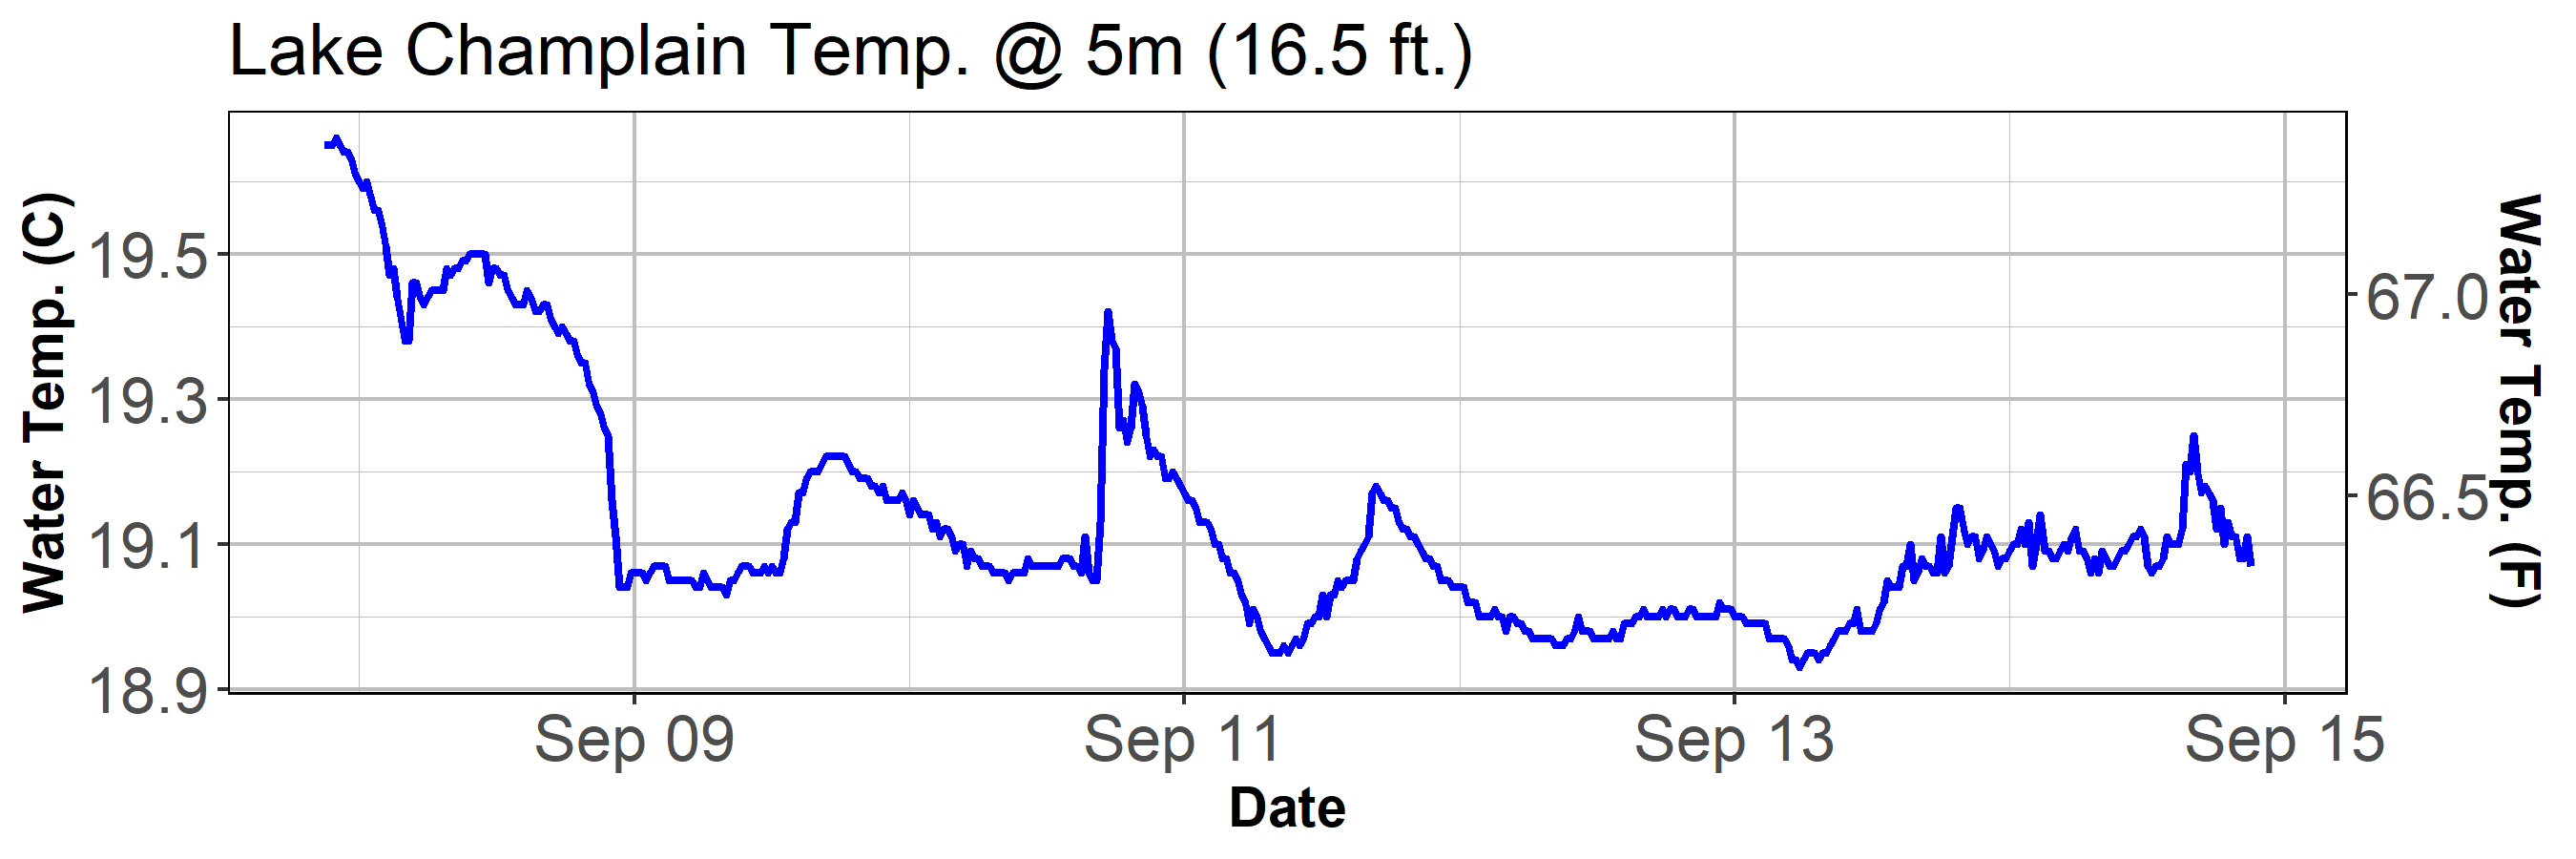 Lake Champlain Temp. @ 5m (16.5 ft.)
Water Temp. (C)
19.5
19.3
19.1
18.9
67.0
66.5
Water Temp. (F)
Sep 09
Sep 11
Sep 13
Sep 15
Date